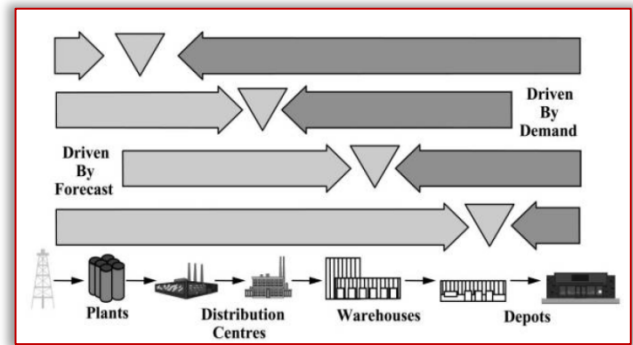 Driven
By
Demand
Driven
By
Forecast
Plants
Distribution
Centres
Warehouses
Depots